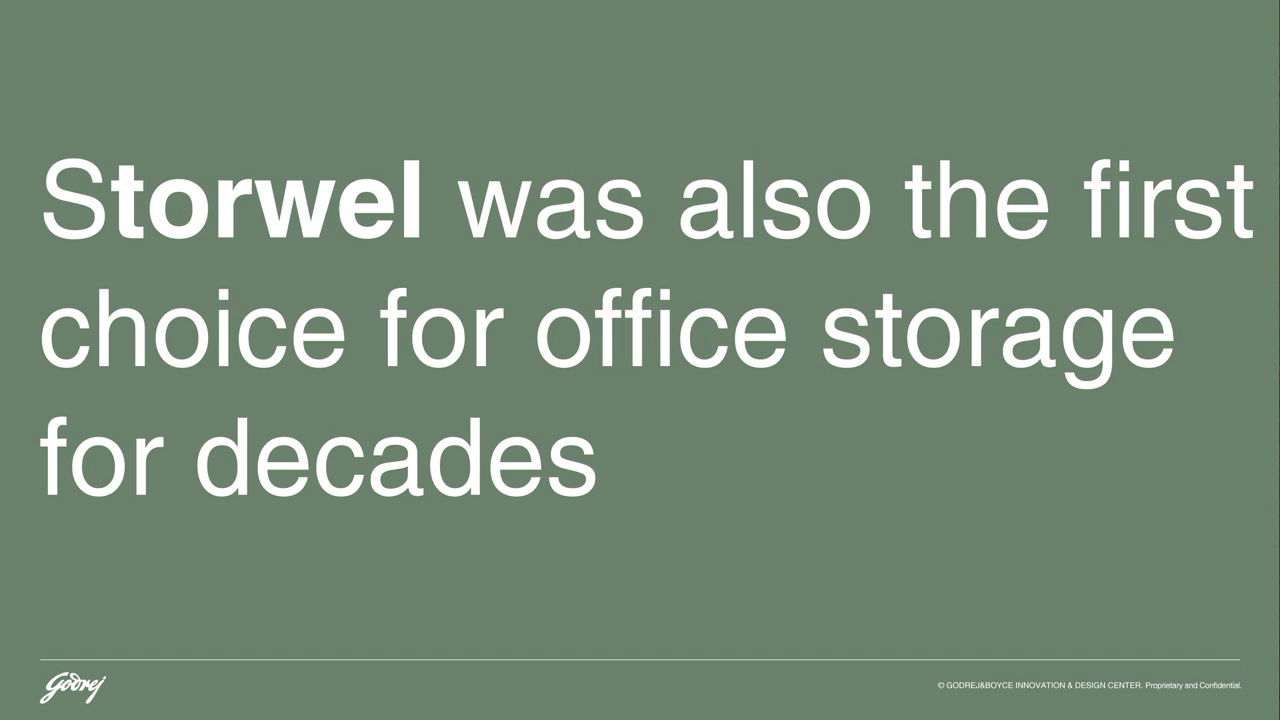 Storwel was also the first
choice for office storage
for decades
Godrej
© GODREJ&BOYCE INNOVATION & DESIGN CENTER. Proprietary and Confidential.